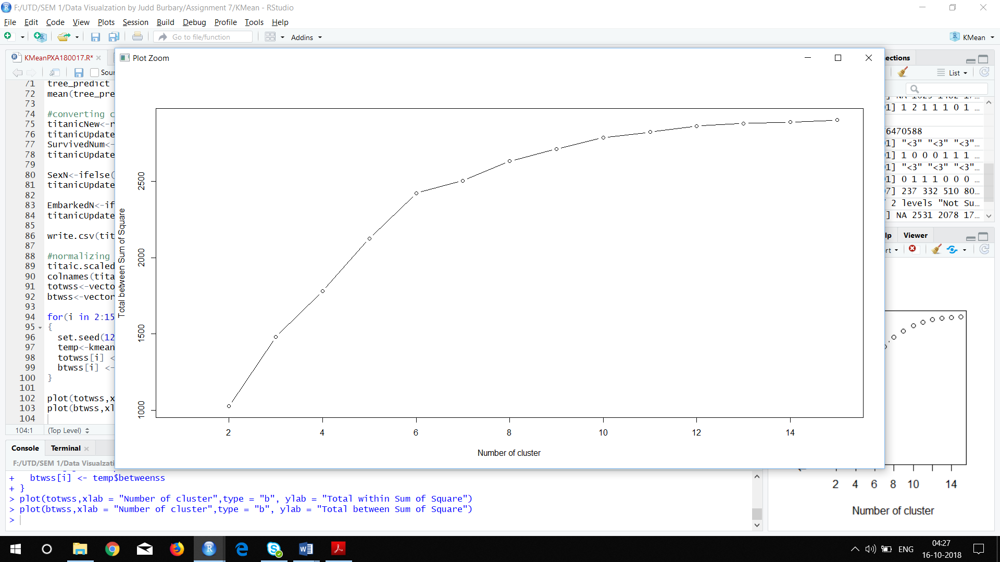 F:/UTD/SEM 1/Data Visualzation by Judd Burbary/Assignment 7/KMean - RStudio
File Edit Code View Plots Session Build Debug Profile Tools Help
Go to file/function
Addins
KMean
KMeanPXA180017.R*
Plot Zoom
71 tree_predict
72 mean(tree_pre
73
74 #converting c
75 titanicNew<-r
76 titanicUpdate
77 SurvivedNum<-
78 titanicUpdate
79
80 SexN<-ifelse(
81 titanicUpdate
82
83 EmbarkedN<-if
84 titanicUpdate
85
86 write.csv(tit
87
88 #normalizing
89 titaic.scaled
90 colnames(tita
91 totwss<-vecto
92 btwss<-vector
93
94 for(i in 2:15
95 {
96 set.seed(12
97 temp<-kmean
98 totwss[i] <
99 btwss[i] <-
100 }
101
102 plot(totwss,x
103 plot(btwss,xl
104
104:1 (Top Level)
Total between Sum of Square
2500
2000
1500
1000
2 4 6 8 10 12 14
Number of cluster
ections
List
1] 1 2 1 1 1 0 1 …
76470588
1] "<3" "<3" "<3"…
1] 1 0 0 0 1 1 1 …
1] "<3" "<3" "<3"…
1] 0 1 1 1 0 0 0 …
7] 237 332 510 80…
2 levels "Not Su…
] NA 2531 2078 17…
lp Viewer
rt
2 4 6 8 10 14
Number of cluster
Console Terminal
F:/UTD/SEM 1/Data Visualzati
+ btwss[i] <- temp$betweenss
+ }
> plot(totwss,xlab = "Number of cluster",type = "b", ylab = "Total within Sum of Square")
> plot(btwss,xlab = "Number of cluster",type = "b", ylab = "Total between Sum of Square")
>
ENG
04:27
16-10-2018